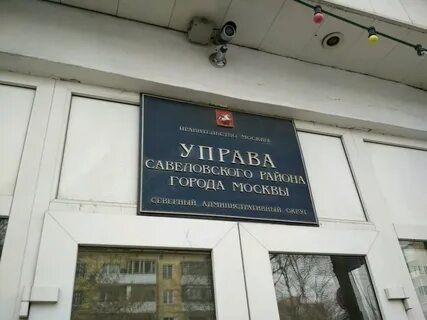 ПРАВИТЕЛЬСТВО МОСКВЫ
УПРАВА
САВЕЛОВСКОГО РАЙОНА
ГОРОДА МОСКВЫ
СЕВЕРНЫЙ АДМИНИСТРАТИВНЫЙ ОКРУГ